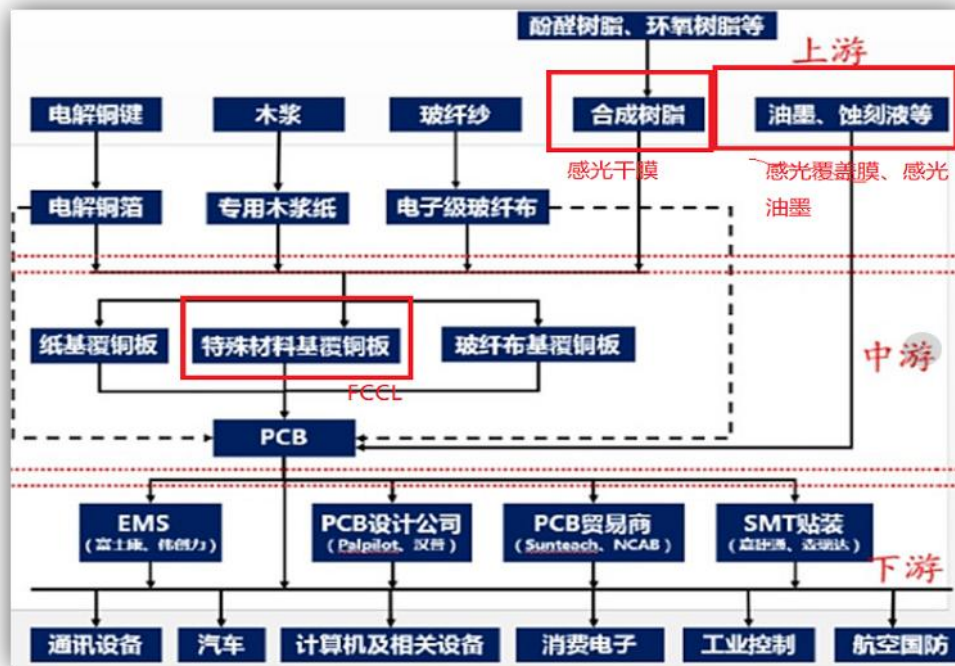 酚醛树脂、环氧树脂等
上游
电解铜键
木浆
玻纤纱
合成树脂
油墨、蚀刻液等
感光干膜
感光覆盖膜、感光
油墨
电解铜箔
专用木浆纸
电子级玻纤布
纸基覆铜板
特殊材料基覆铜板
玻纤布基覆铜板
中游
FCCL
PCB
EMS
(富士康、伟创力)
PCB设计公司
(Palpilot、汉普)
PCB贸易商
(Sunteach、NCAB)
SMT贴装
下游
通讯设备
汽车
计算机及相关设备
消费电子
工业控制
航空国防